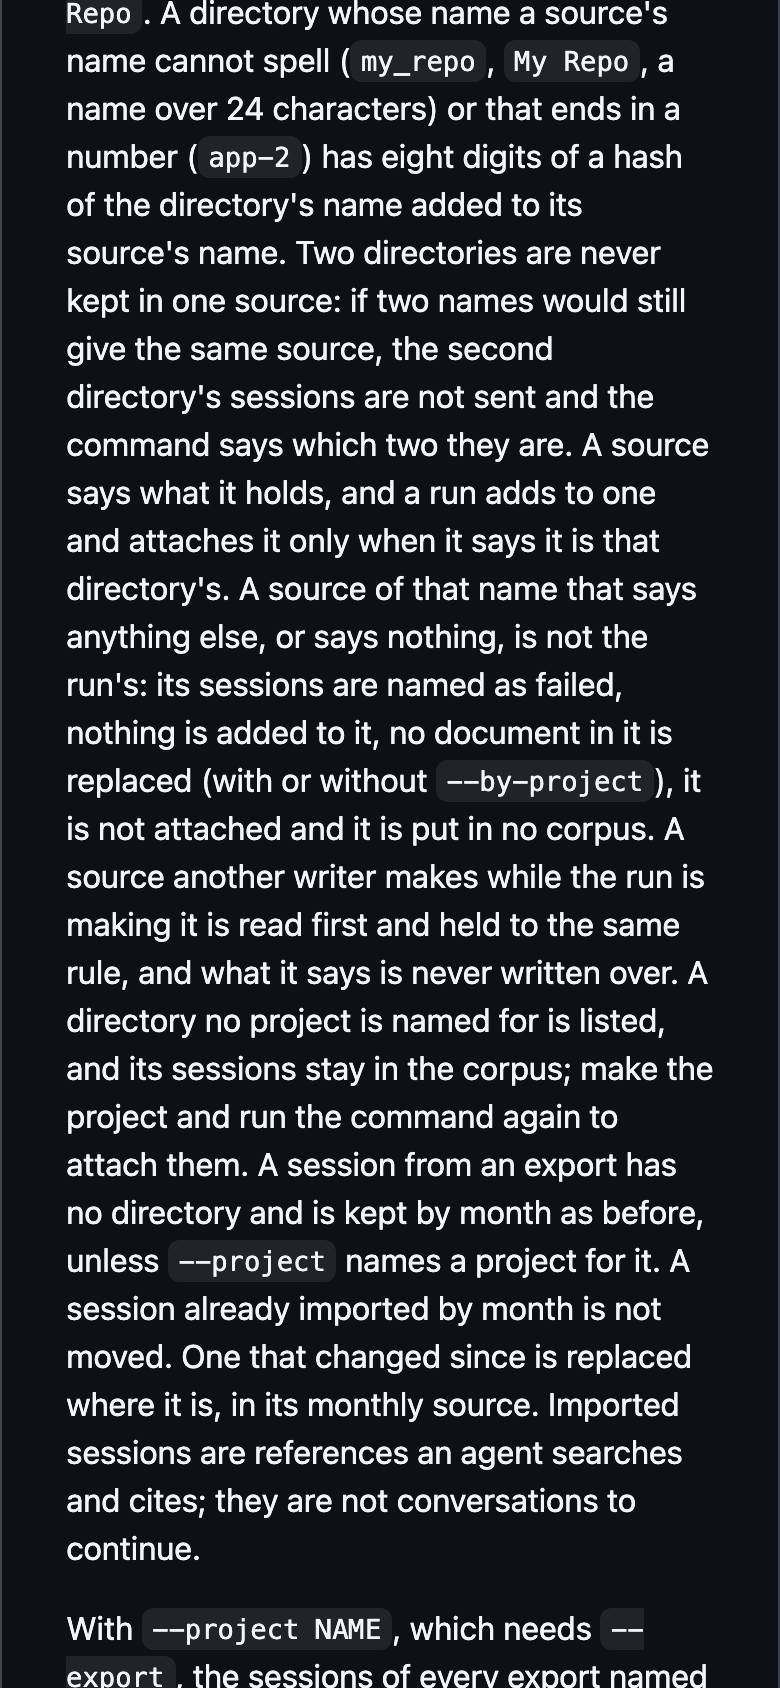 Repo. A directory whose name a source's
name cannot spell (my_repo, My Repo, a
name over 24 characters) or that ends in a
number (app-2) has eight digits of a hash
of the directory's name added to its
source's name. Two directories are never
kept in one source: if two names would still
give the same source, the second
directory's sessions are not sent and the
command says which two they are. A source
says what it holds, and a run adds to one
and attaches it only when it says it is that
directory's. A source of that name that says
anything else, or says nothing, is not the
run's: its sessions are named as failed,
nothing is added to it, no document in it is
replaced (with or without --by-project), it
is not attached and it is put in no corpus. A
source another writer makes while the run is
making it is read first and held to the same
rule, and what it says is never written over. A
directory no project is named for is listed,
and its sessions stay in the corpus; make the
project and run the command again to
attach them. A session from an export has
no directory and is kept by month as before,
unless --project names a project for it. A
session already imported by month is not
moved. One that changed since is replaced
where it is, in its monthly source. Imported
sessions are references an agent searches
and cites; they are not conversations to
continue.
With --project NAME, which needs --
export, the sessions of every export named